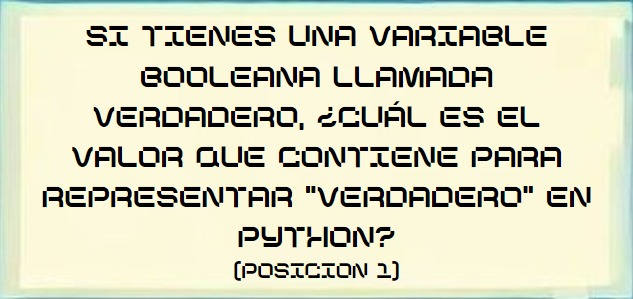 SI TIENES UNA VARIABLE
BOOLEANA LLAMADA
VERDADERO, ¿CUÁL ES EL
VALOR QUE CONTIENE PARA
REPRESENTAR "VERDADERO" EN
PYTHON?
(POSICION 1)